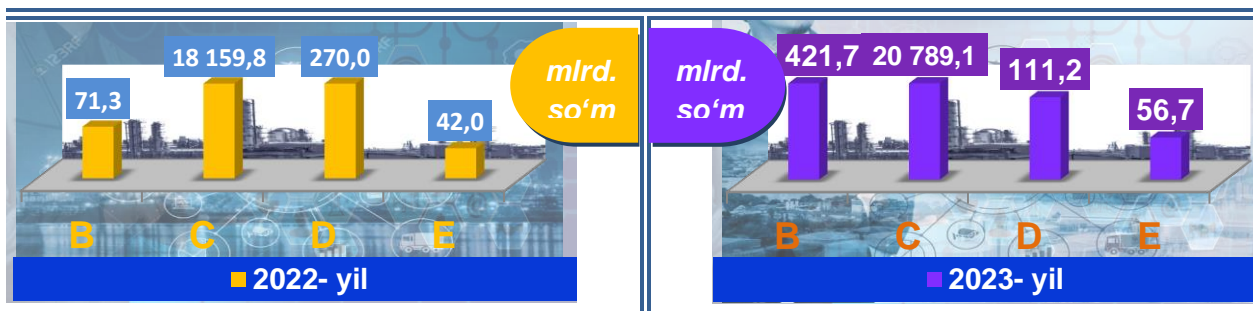 71,3
18 159,8
270,0
42,0
mlrd.
so‘m
B
C
D
E
2022- yil
mlrd.
so‘m
421,7
20 789,1
111,2
56,7
B
C
D
E
2023- yil